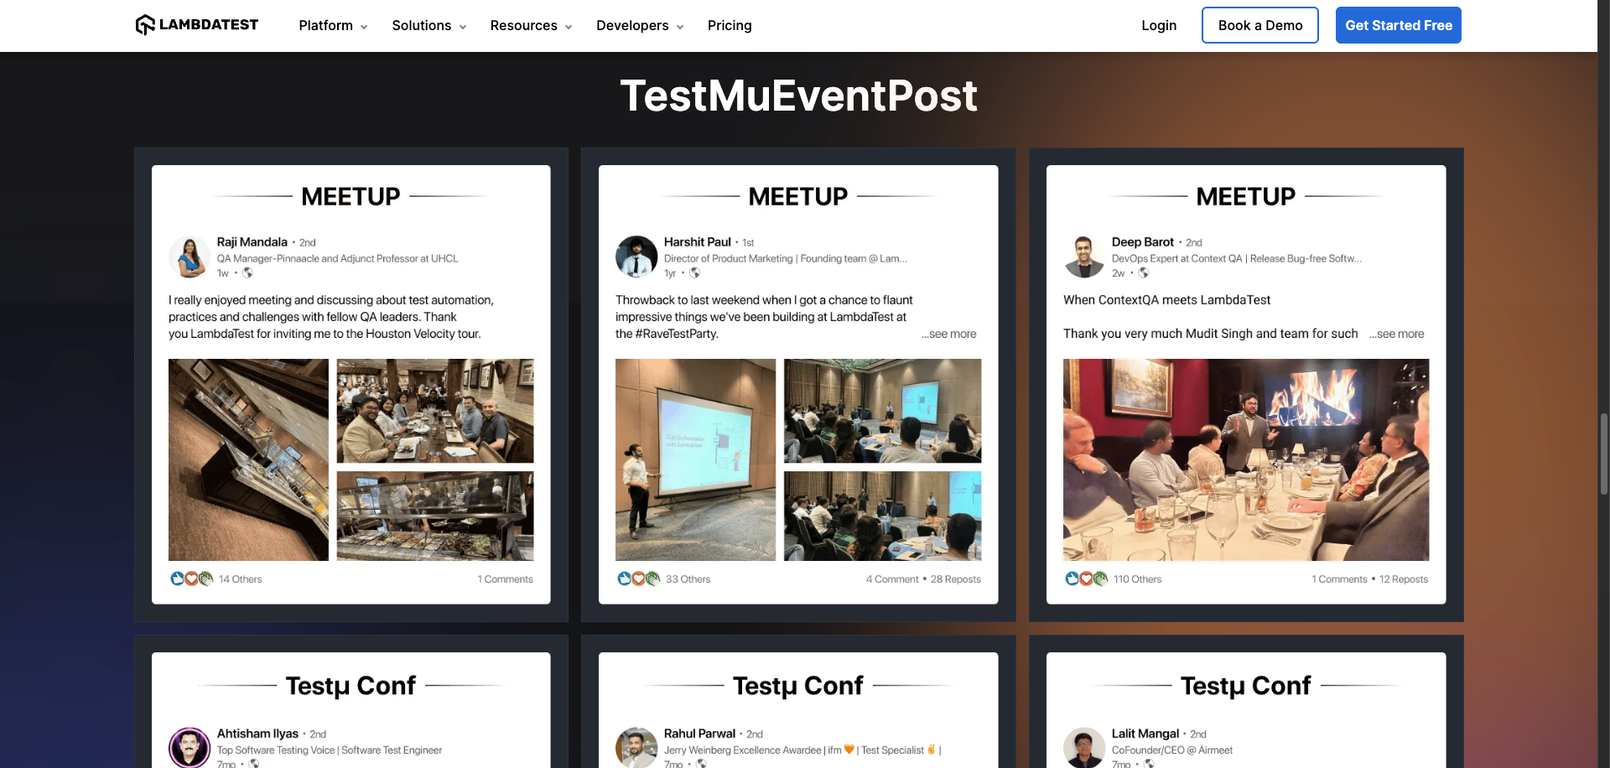 LAMBDATEST Platform Solutions Resources Developers Pricing Login Book a Demo Get Started Free
TestMuEventPost
MEETUP
Raji Mandala • 2nd
QA Manager-Pinnaacle and Adjunct Professor at UHCL
1w •
I really enjoyed meeting and discussing about test automation,
practices and challenges with fellow QA leaders. Thank
you LambdaTest for inviting me to the Houston Velocity tour.
14 Others 1 Comments
MEETUP
Harshit Paul • 1st
Director of Product Marketing | Founding team @ Lam...
1yr •
Throwback to last weekend when I got a chance to flaunt
impressive things we've been building at LambdaTest at
the #RaveTestParty. ...see more
33 Others 4 Comment • 28 Reposts
MEETUP
Deep Barot • 2nd
DevOps Expert at Context QA | Release Bug-free Softw...
2w •
When ContextQA meets LambdaTest
Thank you very much Mudit Singh and team for such ...see more
110 Others 1 Comments • 12 Reposts
Testμ Conf
Ahtisham Ilyas • 2nd
Top Software Testing Voice | Software Test Engineer
7mo •
Testμ Conf
Rahul Parwal • 2nd
Jerry Weinberg Excellence Awardee | ifm 🧡 | Test Specialist ✌ |
7mo •
Testμ Conf
Lalit Mangal • 2nd
CoFounder/CEO @ Airmeet
7mo •